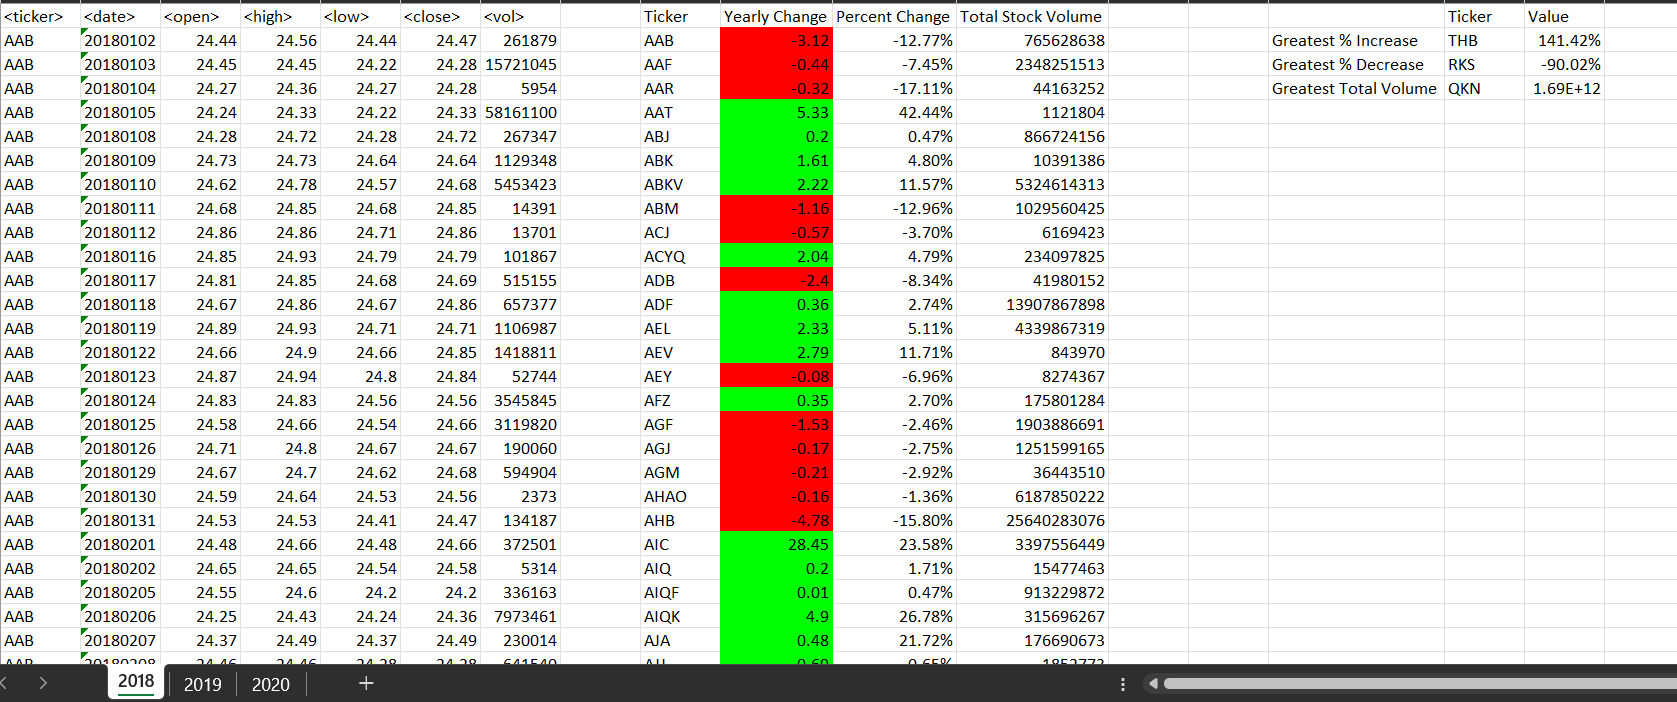 <ticker> <date> <open> <high> <low> <close> <vol> Ticker Yearly Change Percent Change Total Stock Volume Ticker Value
AAB 20180102 24.44 24.56 24.44 24.47 261879 AAB -3.12 -12.77% 765628638 Greatest % Increase THB 141.42%
AAB 20180103 24.45 24.45 24.22 24.28 15721045 AAF -0.44 -7.45% 2348251513 Greatest % Decrease RKS -90.02%
AAB 20180104 24.27 24.36 24.27 24.28 5954 AAR -0.32 -17.11% 44163252 Greatest Total Volume QKN 1.69E+12
AAB 20180105 24.24 24.33 24.22 24.33 58161100 AAT 5.33 42.44% 1121804
AAB 20180108 24.28 24.72 24.28 24.72 267347 ABJ 0.2 0.47% 866724156
AAB 20180109 24.73 24.73 24.64 24.64 1129348 ABK 1.61 4.80% 10391386
AAB 20180110 24.62 24.78 24.57 24.68 5453423 ABKV 2.22 11.57% 5324614313
AAB 20180111 24.68 24.85 24.68 24.85 14391 ABM -1.16 -12.96% 1029560425
AAB 20180112 24.86 24.86 24.71 24.86 13701 ACJ -0.57 -3.70% 6169423
AAB 20180116 24.85 24.93 24.79 24.79 101867 ACYQ 2.04 4.79% 234097825
AAB 20180117 24.81 24.85 24.68 24.69 515155 ADB -2.4 -8.34% 41980152
AAB 20180118 24.67 24.86 24.67 24.86 657377 ADF 0.36 2.74% 13907867898
AAB 20180119 24.89 24.93 24.71 24.71 1106987 AEL 2.33 5.11% 4339867319
AAB 20180122 24.66 24.9 24.66 24.85 1418811 AEV 2.79 11.71% 843970
AAB 20180123 24.87 24.94 24.8 24.84 52744 AEY -0.08 -6.96% 8274367
AAB 20180124 24.83 24.83 24.56 24.56 3545845 AFZ 0.35 2.70% 175801284
AAB 20180125 24.58 24.66 24.54 24.66 3119820 AGF -1.53 -2.46% 1903886691
AAB 20180126 24.71 24.8 24.67 24.67 190060 AGJ -0.17 -2.75% 1251599165
AAB 20180129 24.67 24.7 24.62 24.68 594904 AGM -0.21 -2.92% 36443510
AAB 20180130 24.59 24.64 24.53 24.56 2373 AHAO -0.16 -1.36% 6187850222
AAB 20180131 24.53 24.53 24.41 24.47 134187 AHB -4.78 -15.80% 25640283076
AAB 20180201 24.48 24.66 24.48 24.66 372501 AIC 28.45 23.58% 3397556449
AAB 20180202 24.65 24.65 24.54 24.58 5314 AIQ 0.2 1.71% 15477463
AAB 20180205 24.55 24.6 24.2 24.2 336163 AIQF 0.01 0.47% 913229872
AAB 20180206 24.25 24.43 24.24 24.36 7973461 AIQK 4.9 26.78% 315696267
AAB 20180207 24.37 24.49 24.37 24.49 230014 AJA 0.48 21.72% 176690673
2018 2019 2020